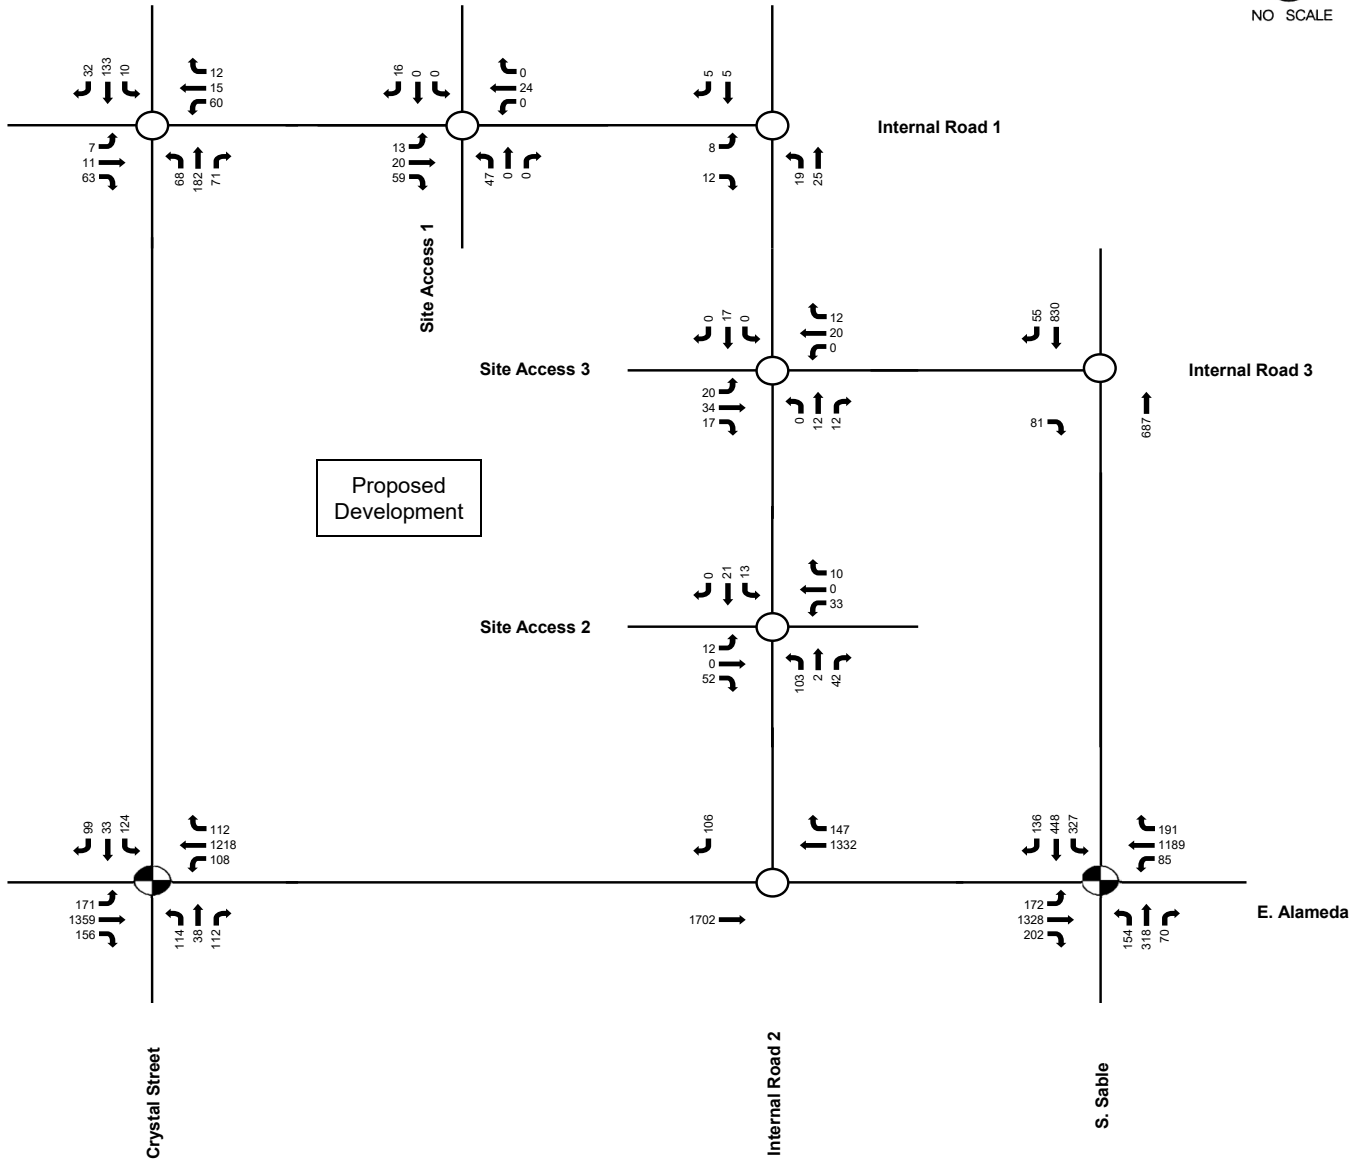 NO SCALE
32 133 10
12
15
60
7
11
63
68 182 71
16 0 0
0
24
0
13
20
59
47 0 0
5 5
8
12
19 25
Internal Road 1
Site Access 1
0 17 0
12
20
0
Site Access 3
20
34
17
0 12 12
55 830
81
687
Internal Road 3
Proposed
Development
0 21 13
10
0
33
Site Access 2
12
0
52
103 2 42
99 33 124
112
1218
108
171
1359
156
114 38 112
106
147
1332
1702
136 448 327
191
1189
85
172
1328
202
154 318 70
E. Alameda
Crystal Street
Internal Road 2
S. Sable